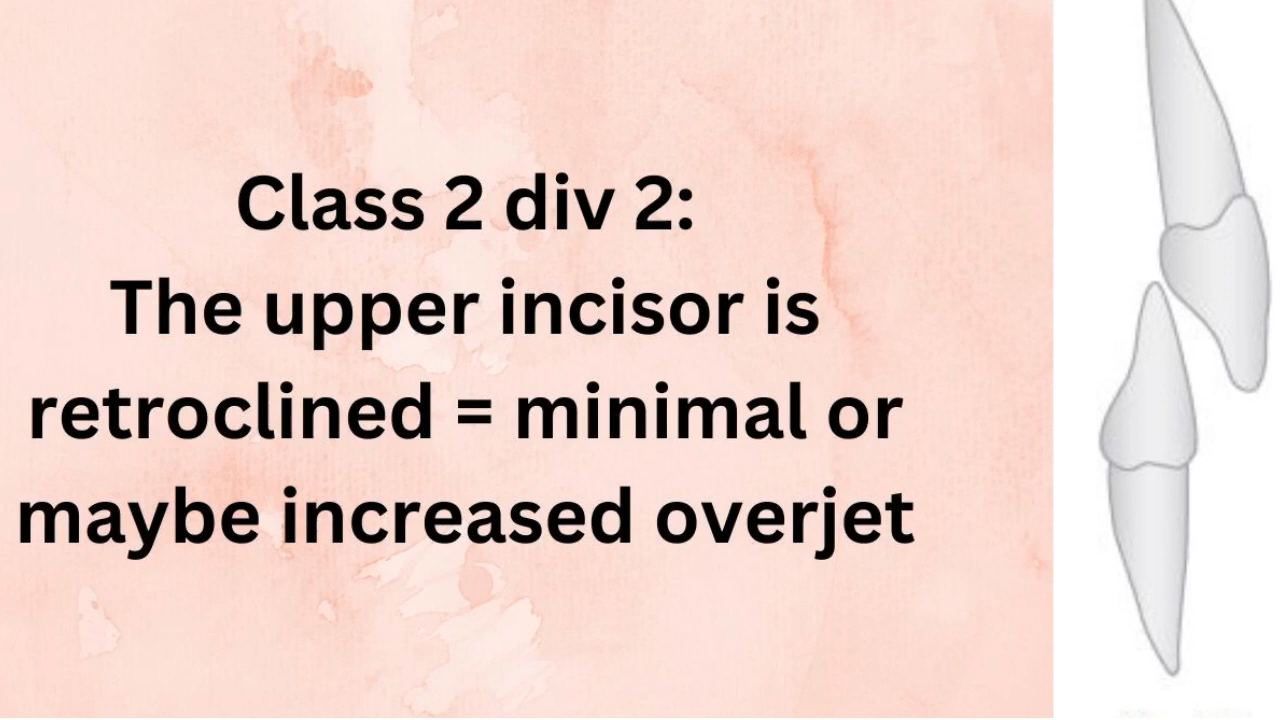 Class 2 div 2:
The upper incisor is
retroclined = minimal or
maybe increased overjet